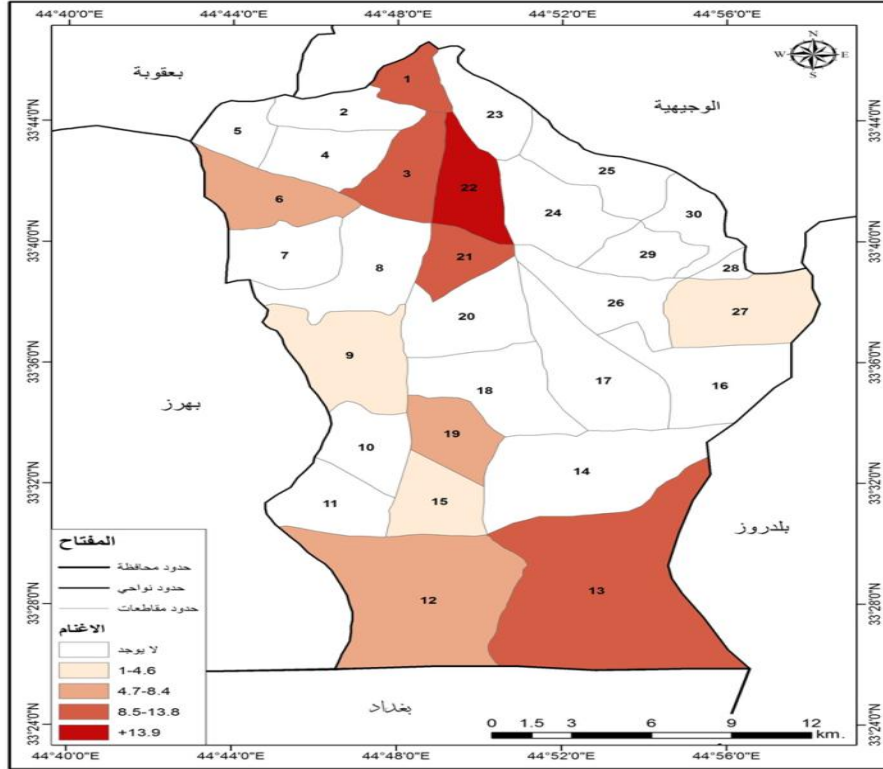 44°40'0"E 44°44'0"E 44°48'0"E 44°52'0"E 44°56'0"E
33°44'0"N
33°40'0"N
33°36'0"N
33°32'0"N
33°28'0"N
33°24'0"N
33°44'0"N
33°40'0"N
33°36'0"N
33°32'0"N
33°28'0"N
33°24'0"N
N
W E
S
بعقوبة
الوجيهية
1
2
23
5
4
3
25
22
6
24
30
21
29
7
8
28
26
27
20
9
17
16
18
بهرز
19
10
14
15
11
بلدروز
13
12
بغداد
المفتاح
حدود محافظة
حدود نواحي
حدود مقاطعات
الاغنام
لا يوجد
1-4.6
4.7-8.4
8.5-13.8
+13.9
0 1.5 3 6 9 12
km.
44°40'0"E 44°44'0"E 44°48'0"E 44°52'0"E 44°56'0"E